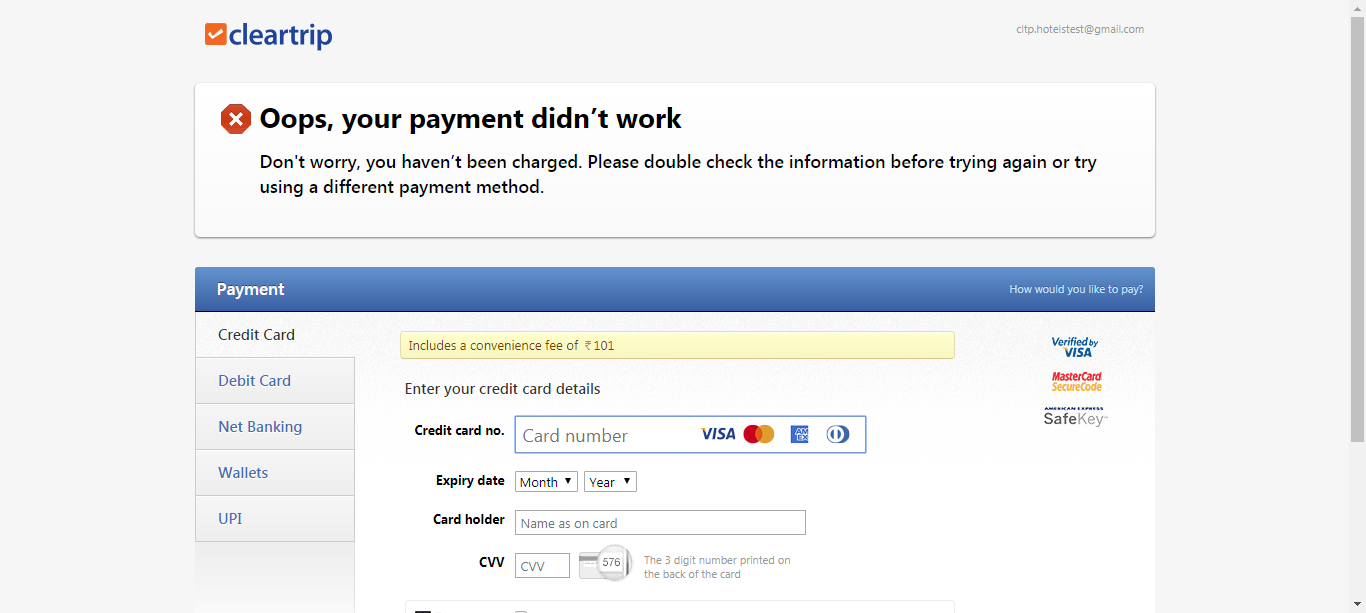 cleartrip
cltp.hotelstest@gmail.com
Oops, your payment didn’t work
Don't worry, you haven’t been charged. Please double check the information before trying again or try
using a different payment method.
Payment
How would you like to pay?
Credit Card
Debit Card
Net Banking
Wallets
UPI
Includes a convenience fee of ₹101
Enter your credit card details
Credit card no.
Card number
VISA
AM
EX
Expiry date
Month
Year
Card holder
Name as on card
CVV
CVV
576
The 3 digit number printed on
the back of the card
Verified by
VISA
MasterCard
SecureCode
AMERICAN EXPRESS
SafeKey